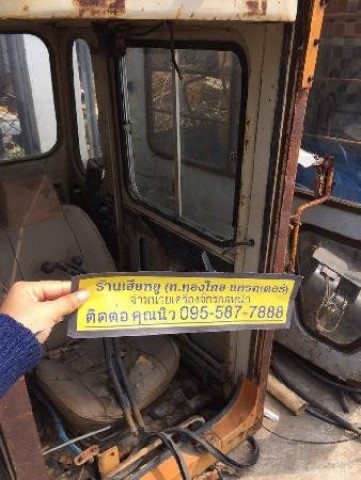 ร้านเฮียหยู (ท.ทองไทย แทรคเตอร์)
จำหน่ายเครื่องจักรกลหนัก
ติดต่อ คุณนิว 095-587-7888